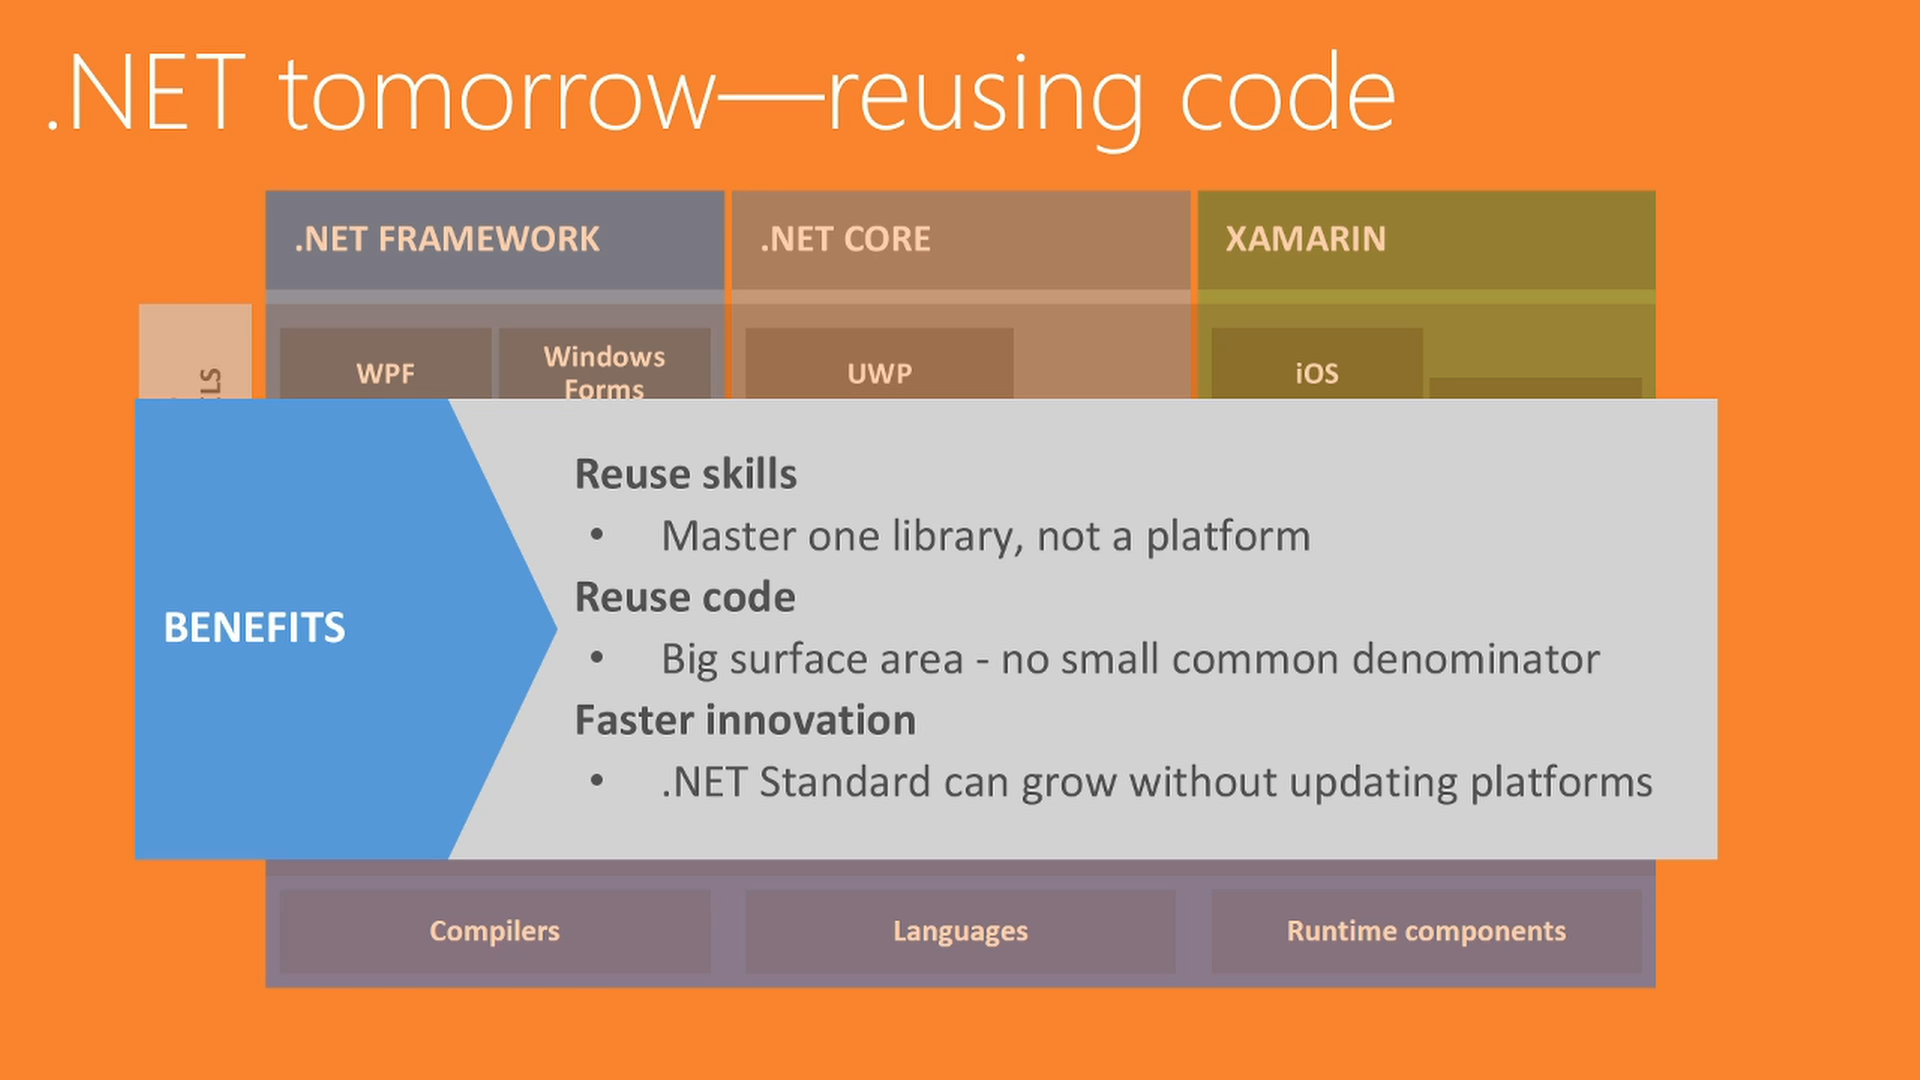 .NET tomorrow—reusing code
.NET FRAMEWORK
.NET CORE
XAMARIN
WPF
Windows
Forms
UWP
iOS
BENEFITS
Reuse skills
• Master one library, not a platform
Reuse code
• Big surface area - no small common denominator
Faster innovation
• .NET Standard can grow without updating platforms
Compilers
Languages
Runtime components